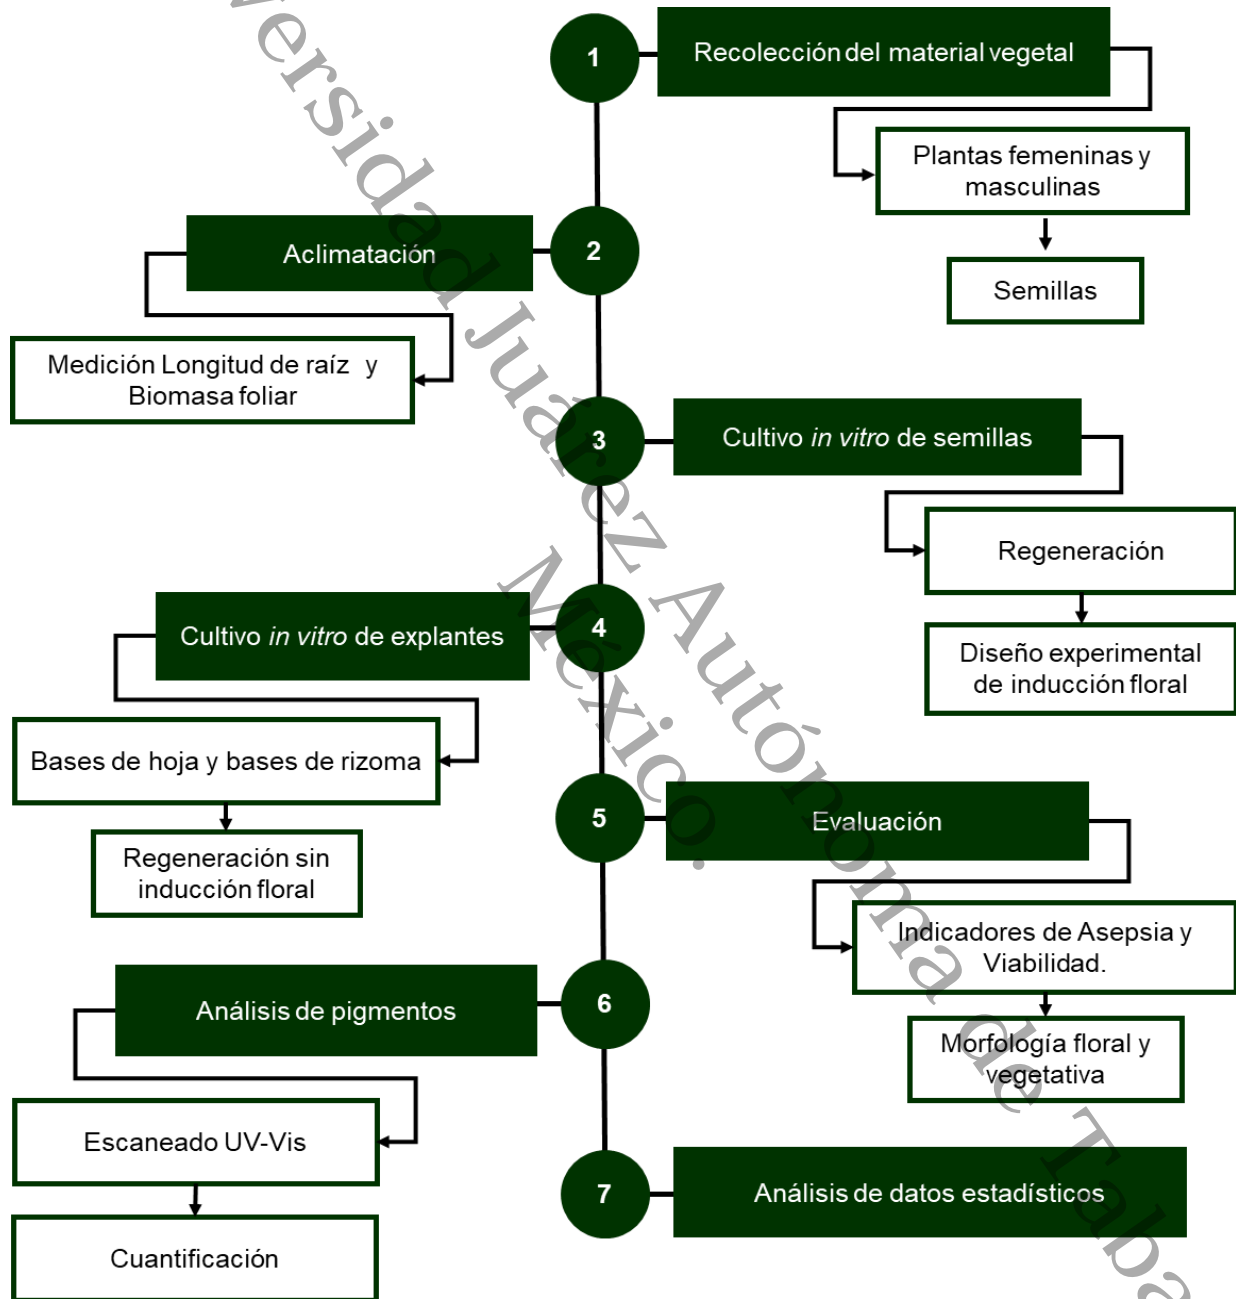 1
Recolección del material vegetal
Plantas femeninas y
masculinas
Semillas
2
Aclimatación
Medición Longitud de raíz y
Biomasa foliar
3
Cultivo in vitro de semillas
Regeneración
Diseño experimental
de inducción floral
4
Cultivo in vitro de explantes
Bases de hoja y bases de rizoma
Regeneración sin
inducción floral
5
Evaluación
Indicadores de Asepsia y
Viabilidad.
Morfología floral y
vegetativa
6
Análisis de pigmentos
Escaneado UV-Vis
Cuantificación
7
Análisis de datos estadísticos
versidad Juárez Autónoma de Taba
México.